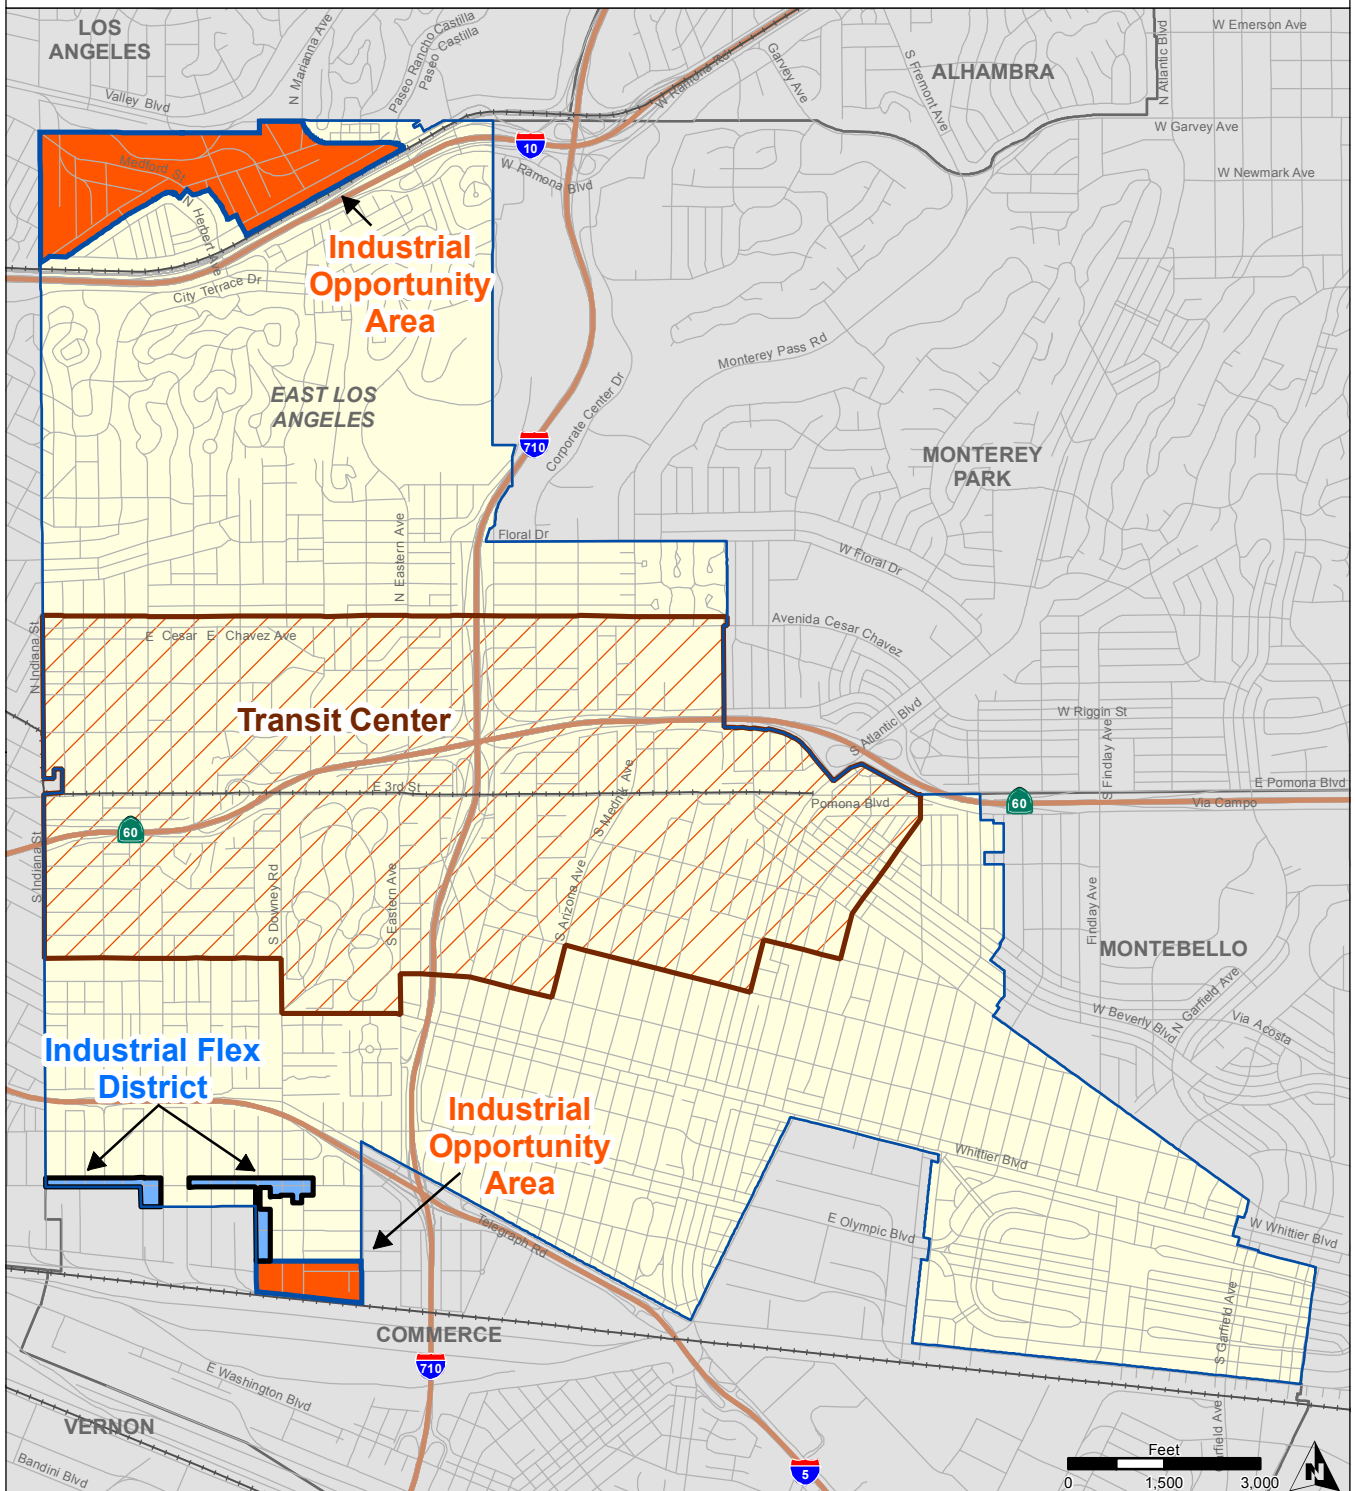 LOS
ANGELES
N Marianna Ave
Paseo Rancho Castilla
Paseo Castilla
W Ramona Rd
Garvey Ave
S Fremont Ave
ALHAMBRA
N Atlantic Blvd
W Emerson Ave
Valley Blvd
W Garvey Ave
10
W Ramona Blvd
W Newmark Ave
Medford St
N Herbert Ave
Industrial
Opportunity
Area
City Terrace Dr
Monterey Pass Rd
EAST LOS
ANGELES
Corporate Center Dr
710
MONTEREY
PARK
N Eastern Ave
Floral Dr
W Floral Dr
N Indiana St
E Cesar E Chavez Ave
Avenida Cesar Chavez
Transit Center
S Atlantic Blvd
W Riggin St
S Findlay Ave
E 3rd St
S Mednik Ave
Pomona Blvd
E Pomona Blvd
60
Via Campo
60
S Indiana St
S Downey Rd
S Eastern Ave
S Arizona Ave
Findlay Ave
MONTEBELLO
N Garfield Ave
W Beverly Blvd
Via Acosta
Industrial Flex
District
Industrial
Opportunity
Area
Whittier Blvd
Telegraph Rd
E Olympic Blvd
W Whittier Blvd
S Garfield Ave
COMMERCE
710
E Washington Blvd
VERNON
Bandini Blvd
5
Feet
0
1,500
3,000
N